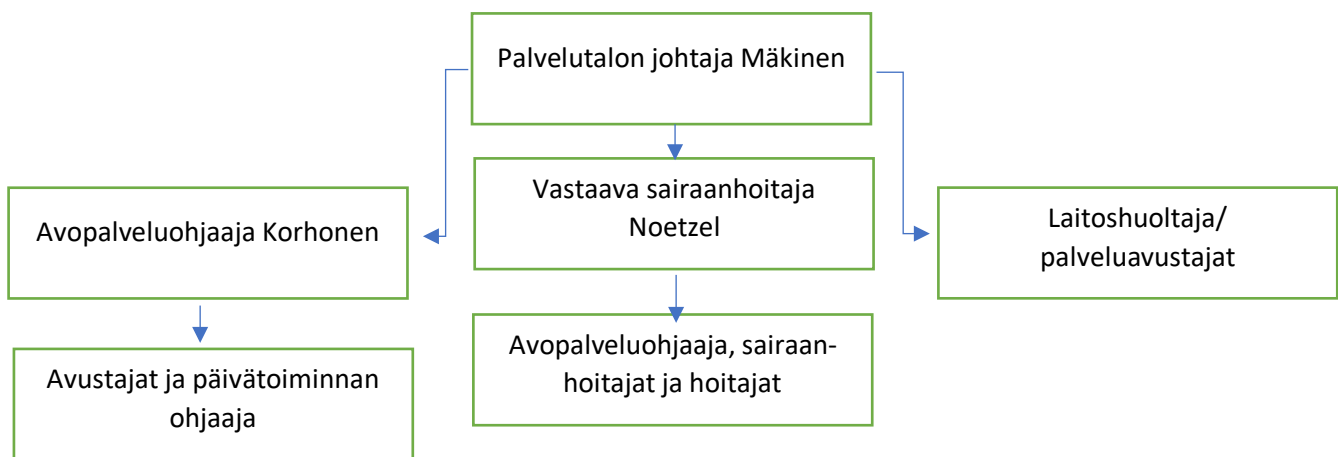 Palvelutalon johtaja Mäkinen
Vastaava sairaanhoitaja
Noetzel
Avopalveluohjaaja Korhonen
Laitoshuoltaja/
palveluavustajat
Avopalveluohjaaja, sairaan-
hoitajat ja hoitajat
Avustajat ja päivätoiminnan
ohjaaja